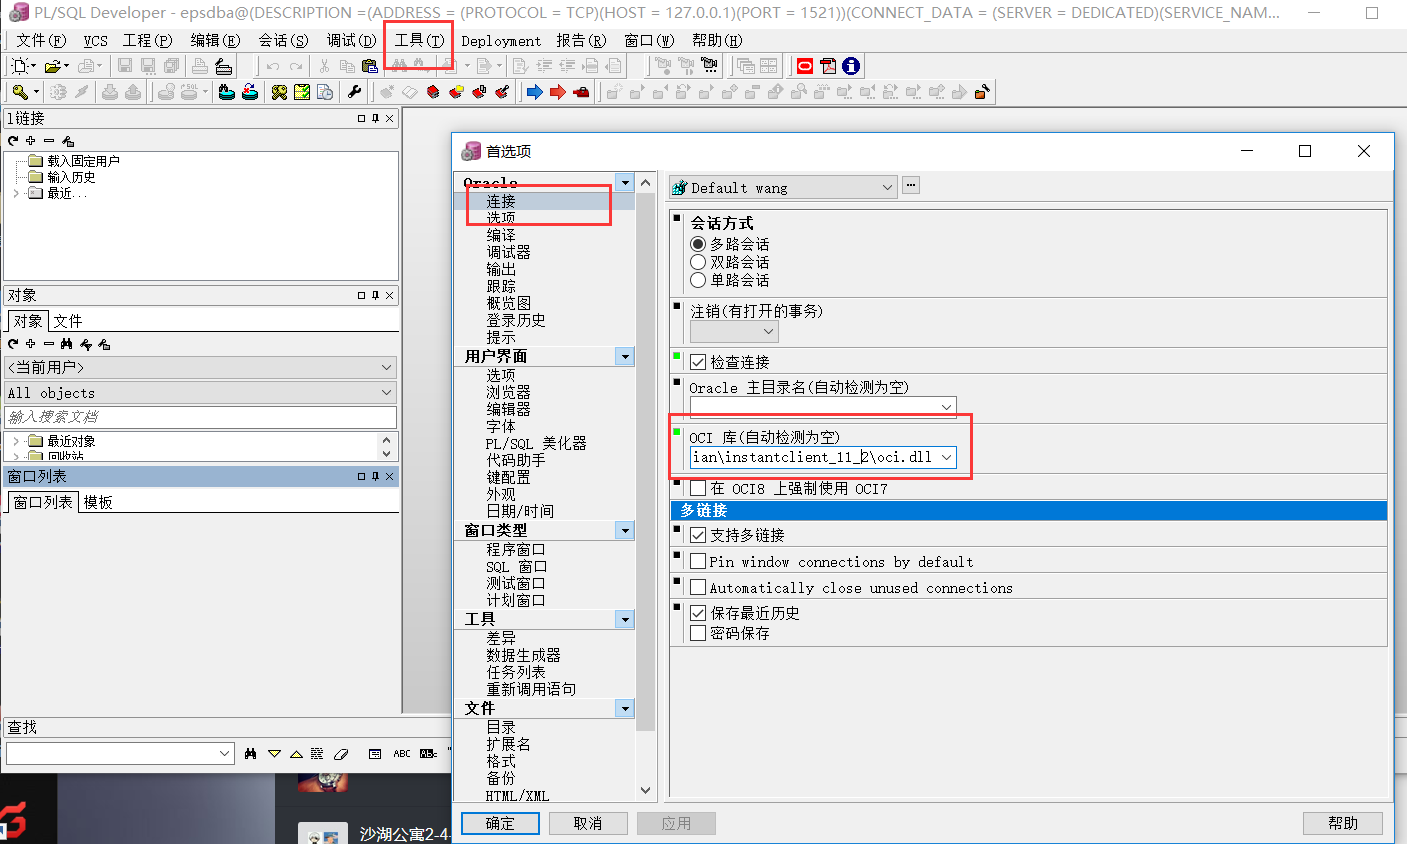 PL/SQL Developer - epsdba@(DESCRIPTION =(ADDRESS = (PROTOCOL = TCP)(HOST = 127.0.0.1)(PORT = 1521))(CONNECT_DATA = (SERVER = DEDICATED)(SERVICE_NAM...
文件(F) VCS 工程(P) 编辑(E) 会话(S) 调试(D) 工具(T) Deployment 报告(R) 窗口(W) 帮助(H)
l链接
载入固定用户
输入历史
最近...
对象
对象 文件
<当前用户>
All objects
输入搜索文档
最近对象
回收站
窗口列表
窗口列表 模板
查找
ABC
沙湖公寓2-4-
首选项
Oracle
连接
选项
编译
调试器
输出
跟踪
概览图
登录历史
提示
用户界面
选项
浏览器
编辑器
字体
PL/SQL 美化器
代码助手
键配置
外观
日期/时间
窗口类型
程序窗口
SQL 窗口
测试窗口
计划窗口
工具
差异
数据生成器
任务列表
重新调用语句
文件
目录
扩展名
格式
备份
HTML/XML
Default wang
会话方式
多路会话
双路会话
单路会话
注销(有打开的事务)
检查连接
Oracle 主目录名(自动检测为空)
OCI 库(自动检测为空)
ian\instantclient_11_2\oci.dll
在 OCI8 上强制使用 OCI7
多链接
支持多链接
Pin window connections by default
Automatically close unused connections
保存最近历史
密码保存
确定 取消 应用 帮助